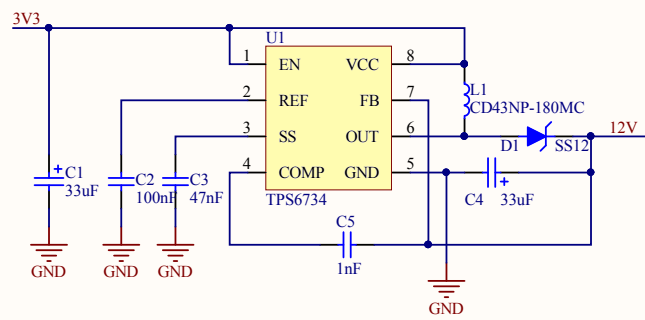 3V3
U1
1 EN VCC 8
2 REF FB 7
3 SS OUT 6
4 COMP GND 5
TPS6734
L1
CD43NP-180MC
D1 SS12
12V
C1
33uF
C2
100nF
C3
47nF
C4 33uF
C5
1nF
GND GND GND
GND